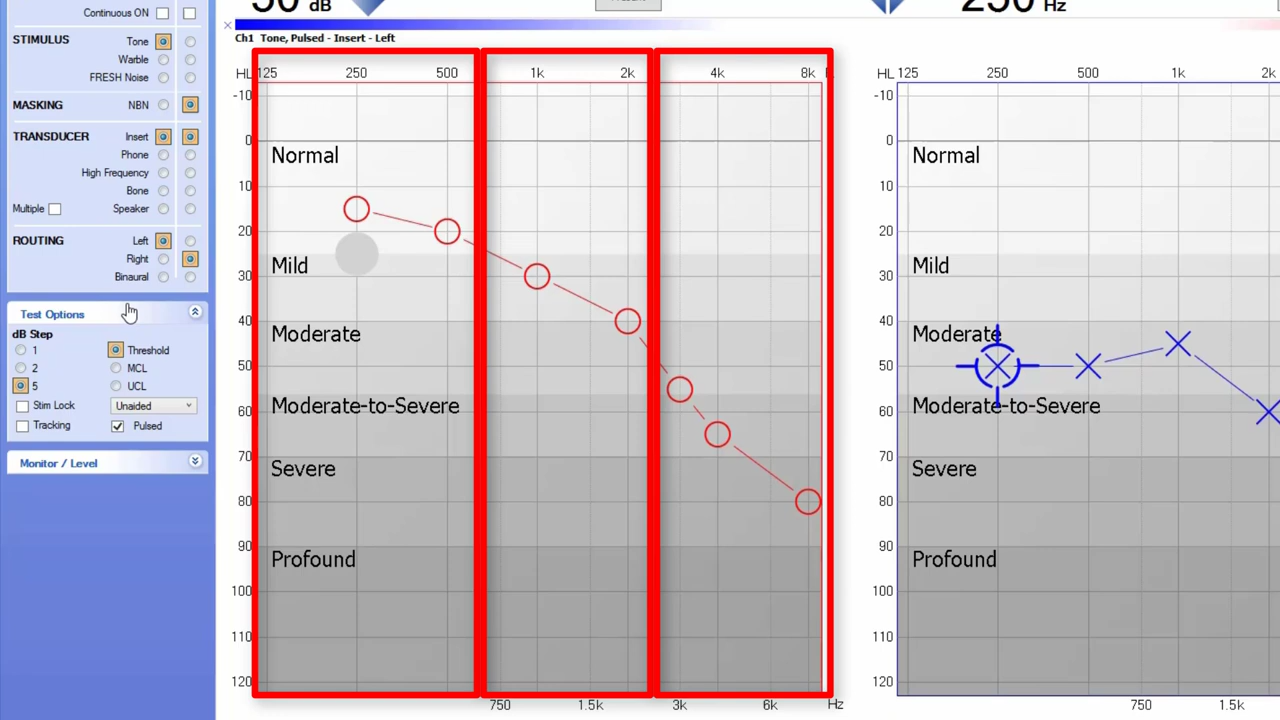 50 dB
250 Hz
Continuous ON
STIMULUS Tone
Warble
FRESH Noise
MASKING NBN
TRANSDUCER Insert
Phone
High Frequency
Bone
Multiple Speaker
ROUTING Left
Right
Binaural
Test Options
dB Step
1 Threshold
2 MCL
5 UCL
Stim Lock Unaided
Tracking Pulsed
Monitor / Level
Ch1 Tone, Pulsed - Insert - Left
HL 125 250 500 1k 2k 4k 8k
-10
0
Normal
10
20
Mild
30
Moderate
40
50
Moderate-to-Severe
60
70
Severe
80
90
Profound
100
110
120
750 1.5k 3k 6k Hz
HL 125 250 500 1k 2k
-10
0
Normal
10
20
Mild
30
Moderate
40
50
Moderate-to-Severe
60
70
Severe
80
90
Profound
100
110
120
750 1.5k